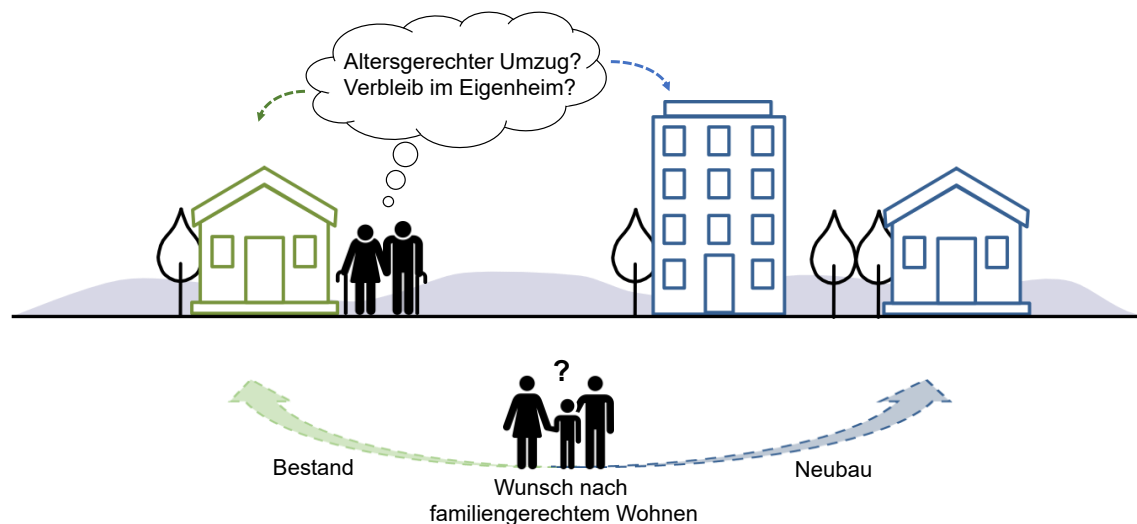 Altersgerechter Umzug?
Verbleib im Eigenheim?
?
Bestand
Neubau
Wunsch nach
familiengerechtem Wohnen